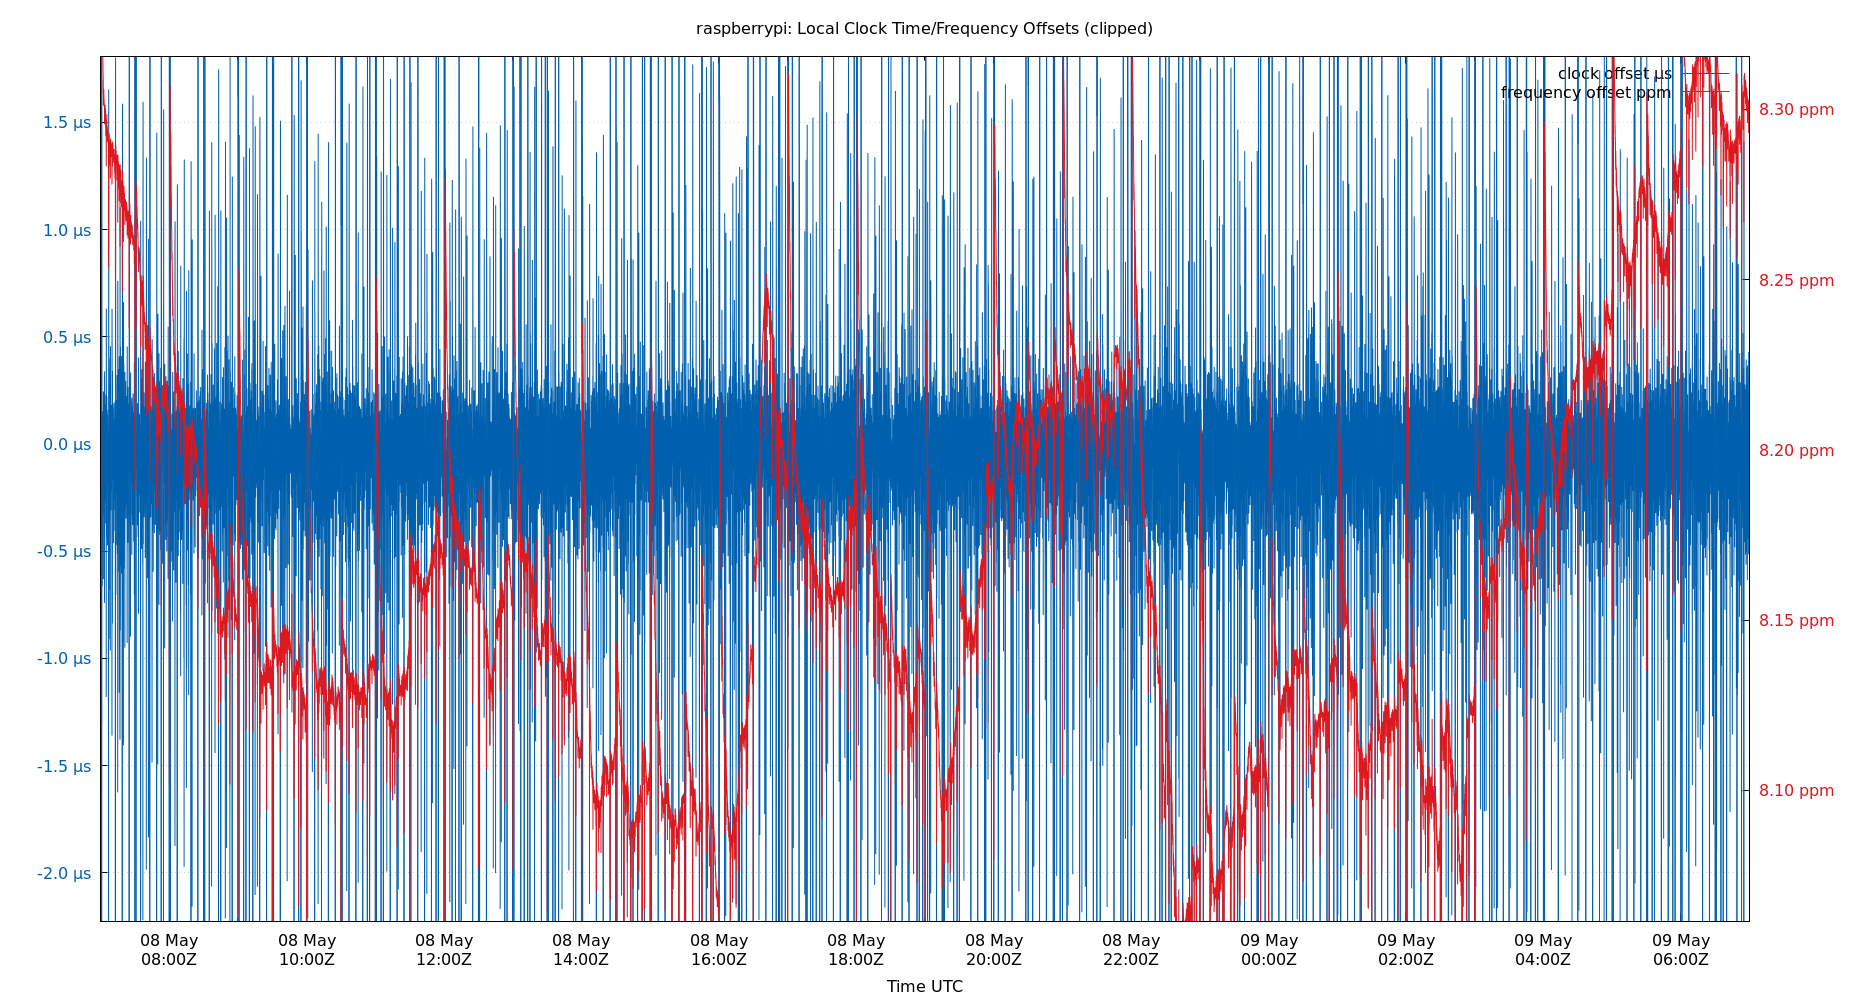 raspberrypi: Local Clock Time/Frequency Offsets (clipped)
clock offset µs
frequency offset ppm
1.5 µs
1.0 µs
0.5 µs
0.0 µs
-0.5 µs
-1.0 µs
-1.5 µs
-2.0 µs
8.30 ppm
8.25 ppm
8.20 ppm
8.15 ppm
8.10 ppm
08 May
08:00Z
08 May
10:00Z
08 May
12:00Z
08 May
14:00Z
08 May
16:00Z
08 May
18:00Z
08 May
20:00Z
08 May
22:00Z
09 May
00:00Z
09 May
02:00Z
09 May
04:00Z
09 May
06:00Z
Time UTC